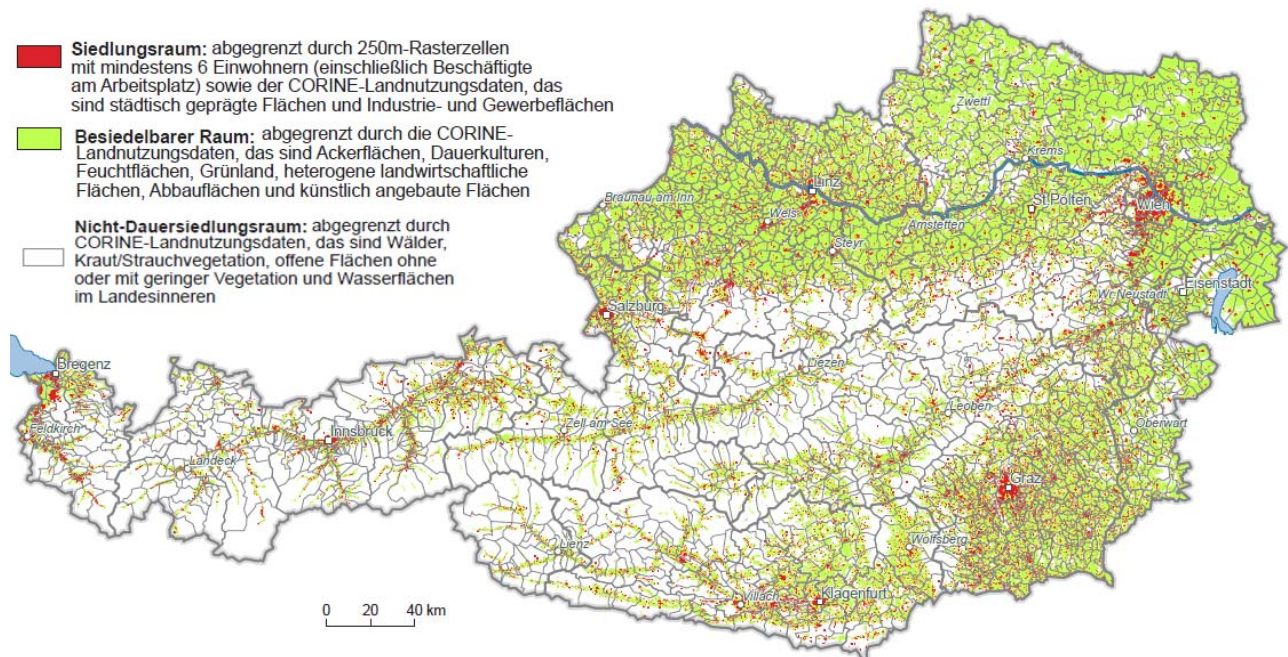 Siedlungsraum: abgegrenzt durch 250m-Rasterzellen
mit mindestens 6 Einwohnern (einschließlich Beschäftigte
am Arbeitsplatz) sowie der CORINE-Landnutzungsdaten, das
sind städtisch geprägte Flächen und Industrie- und Gewerbeflächen
Besiedelbarer Raum: abgegrenzt durch die CORINE-
Landnutzungsdaten, das sind Ackerflächen, Dauerkulturen,
Feuchtflächen, Grünland, heterogene landwirtschaftliche
Flächen, Abbauflächen und künstlich angebaute Flächen
Nicht-Dauersiedlungsraum: abgegrenzt durch
CORINE-Landnutzungsdaten, das sind Wälder,
Kraut/Strauchvegetation, offene Flächen ohne
oder mit geringer Vegetation und Wasserflächen
im Landesinneren
Zwettl
Krems
Linz
Braunau am Inn
Wels
St.Pölten
Wien
Amstetten
Steyr
Eisenstadt
Wr.Neustadt
Salzburg
Bregenz
Liezen
Leoben
Feldkirch
Innsbruck
Zell am See
Oberwart
Landeck
Graz
Wolfsberg
Lienz
Villach
Klagenfurt
0 20 40 km